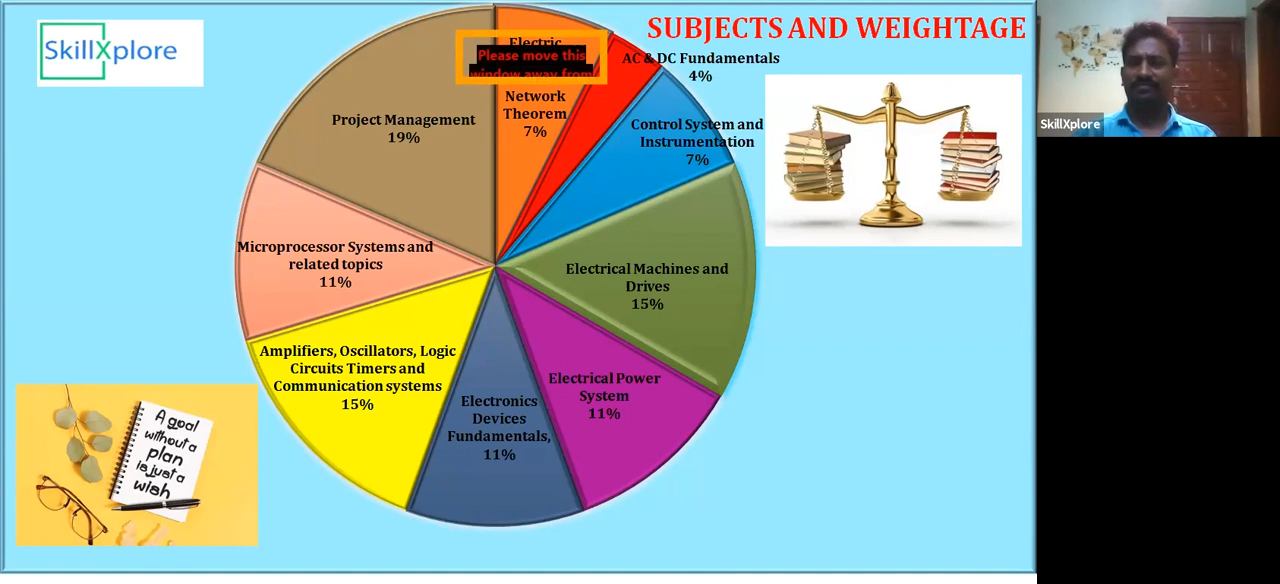 SkillXplore
SUBJECTS AND WEIGHTAGE
SkillXplore
Electric
Please move this
window away from
Network
Theorem
7%
AC & DC Fundamentals
4%
Control System and
Instrumentation
7%
Project Management
19%
Microprocessor Systems and
related topics
11%
Electrical Machines and
Drives
15%
Amplifiers, Oscillators, Logic
Circuits Timers and
Communication systems
15%
Electrical Power
System
11%
Electronics
Devices
Fundamentals,
11%
A goal
without a
plan
is just a
wish